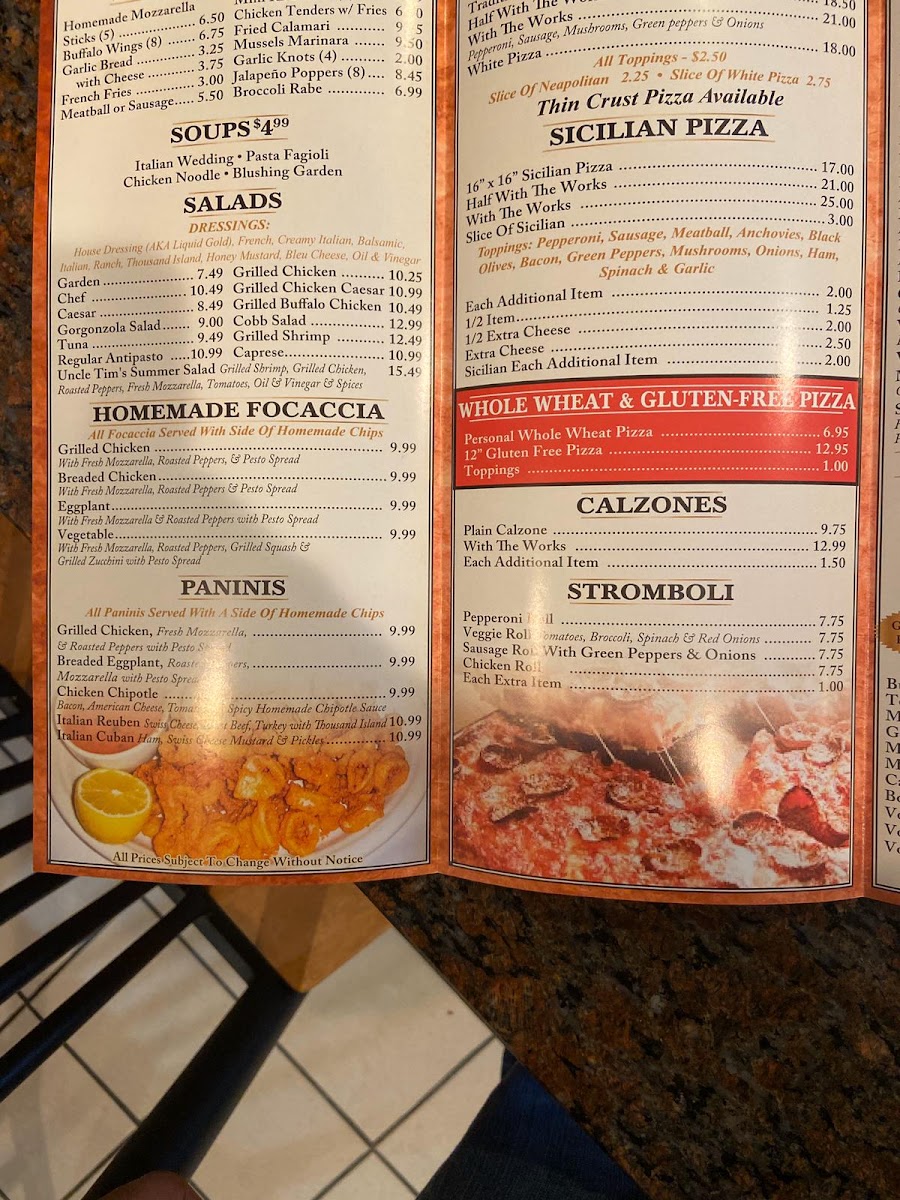 Homemade Mozzarella
Sticks (5) 6.50
Buffalo Wings (8) 6.75
Garlic Bread 3.25
with Cheese 3.75
French Fries 3.00
Meatball or Sausage 5.50
Chicken Tenders w/ Fries
Fried Calamari
Mussels Marinara 9.50
Garlic Knots (4) 2.00
Jalapeño Poppers (8) 8.45
Broccoli Rabe 6.99
SOUPS $4.99
Italian Wedding • Pasta Fagioli
Chicken Noodle • Blushing Garden
SALADS
DRESSINGS:
House Dressing (AKA Liquid Gold), French, Creamy Italian, Balsamic,
Italian, Ranch, Thousand Island, Honey Mustard, Bleu Cheese, Oil & Vinegar
Garden 7.49
Chef 10.49
Caesar 8.49
Gorgonzola Salad 9.00
Tuna 9.49
Regular Antipasto 10.99
Grilled Chicken 10.25
Grilled Chicken Caesar 10.99
Grilled Buffalo Chicken 10.49
Cobb Salad 12.99
Grilled Shrimp 12.49
Caprese 10.99
Uncle Tim's Summer Salad Grilled Shrimp, Grilled Chicken, 15.49
Roasted Peppers, Fresh Mozzarella, Tomatoes, Oil & Vinegar & Spices
HOMEMADE FOCACCIA
All Focaccia Served With Side Of Homemade Chips
Grilled Chicken 9.99
With Fresh Mozzarella, Roasted Peppers, & Pesto Spread
Breaded Chicken 9.99
With Fresh Mozzarella, Roasted Peppers & Pesto Spread
Eggplant 9.99
With Fresh Mozzarella & Roasted Peppers with Pesto Spread
Vegetable 9.99
With Fresh Mozzarella, Roasted Peppers, Grilled Squash &
Grilled Zucchini with Pesto Spread
PANINIS
All Paninis Served With A Side Of Homemade Chips
Grilled Chicken, Fresh Mozzarella, 9.99
& Roasted Peppers with Pesto Spread
Breaded Eggplant, Roasted Peppers, 9.99
Mozzarella with Pesto Spread
Chicken Chipotle 9.99
Bacon, American Cheese, Spicy Homemade Chipotle Sauce
Italian Reuben Swiss Cheese, Beef, Turkey with Thousand Island 10.99
Italian Cuban Ham, Swiss Cheese Mustard & Pickles 10.99
All Prices Subject To Change Without Notice
Half With The 18.50
With The Works 21.00
Pepperoni, Sausage, Mushrooms, Green peppers & Onions
White Pizza 18.00
All Toppings - $2.50
Slice Of Neapolitan 2.25 • Slice Of White Pizza 2.75
Thin Crust Pizza Available
SICILIAN PIZZA
16" x 16" Sicilian Pizza 17.00
Half With The Works 21.00
With The Works 25.00
Slice Of Sicilian 3.00
Toppings: Pepperoni, Sausage, Meatball, Anchovies, Black
Olives, Bacon, Green Peppers, Mushrooms, Onions, Ham,
Spinach & Garlic
Each Additional Item 2.00
1/2 Item 1.25
1/2 Extra Cheese 2.00
Extra Cheese 2.50
Sicilian Each Additional Item 2.00
WHOLE WHEAT & GLUTEN-FREE PIZZA
Personal Whole Wheat Pizza 6.95
12" Gluten Free Pizza 12.95
Toppings 1.00
CALZONES
Plain Calzone 9.75
With The Works 12.99
Each Additional Item 1.50
STROMBOLI
Pepperoni Roll 7.75
Veggie Roll Tomatoes, Broccoli, Spinach & Red Onions 7.75
Sausage Roll With Green Peppers & Onions 7.75
Chicken Roll 7.75
Each Extra Item 1.00